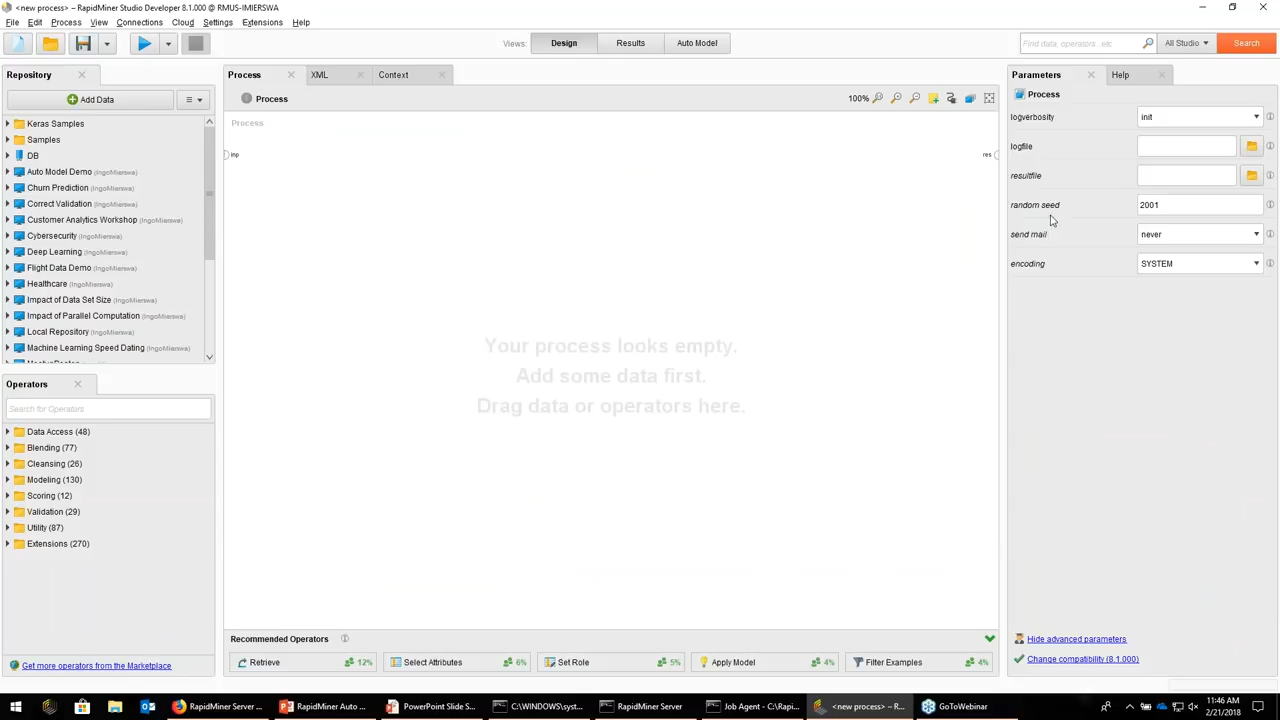 <new process> – RapidMiner Studio Developer 8.1.000 @ RMUS-IMIERSWA
File Edit Process View Connections Cloud Settings Extensions Help
Views: Design Results Auto Model
Find data, operators...etc All Studio Search
Repository
Add Data
Keras Samples
Samples
DB
Auto Model Demo (IngoMierswa)
Churn Prediction (IngoMierswa)
Correct Validation (IngoMierswa)
Customer Analytics Workshop (IngoMierswa)
Cybersecurity (IngoMierswa)
Deep Learning (IngoMierswa)
Flight Data Demo (IngoMierswa)
Healthcare (IngoMierswa)
Impact of Data Set Size (IngoMierswa)
Impact of Parallel Computation (IngoMierswa)
Local Repository (IngoMierswa)
Machine Learning Speed Dating (IngoMierswa)
Operators
Search for Operators
Data Access (48)
Blending (77)
Cleansing (26)
Modeling (130)
Scoring (12)
Validation (29)
Utility (87)
Extensions (270)
Get more operators from the Marketplace
Process XML Context
Process
100%
Process
inp
res
Your process looks empty.
Add some data first.
Drag data or operators here.
Recommended Operators
Retrieve 12%
Select Attributes 6%
Set Role 5%
Apply Model 4%
Filter Examples 4%
Parameters Help
Process
logverbosity init
logfile
resultfile
random seed 2001
send mail never
encoding SYSTEM
Hide advanced parameters
Change compatibility (8.1.000)
RapidMiner Server ...
RapidMiner Auto ...
PowerPoint Slide S...
C:\WINDOWS\syst...
RapidMiner Server
Job Agent - C:\Rapi...
<new process> – R...
GoToWebinar
11:46 AM
2/21/2018